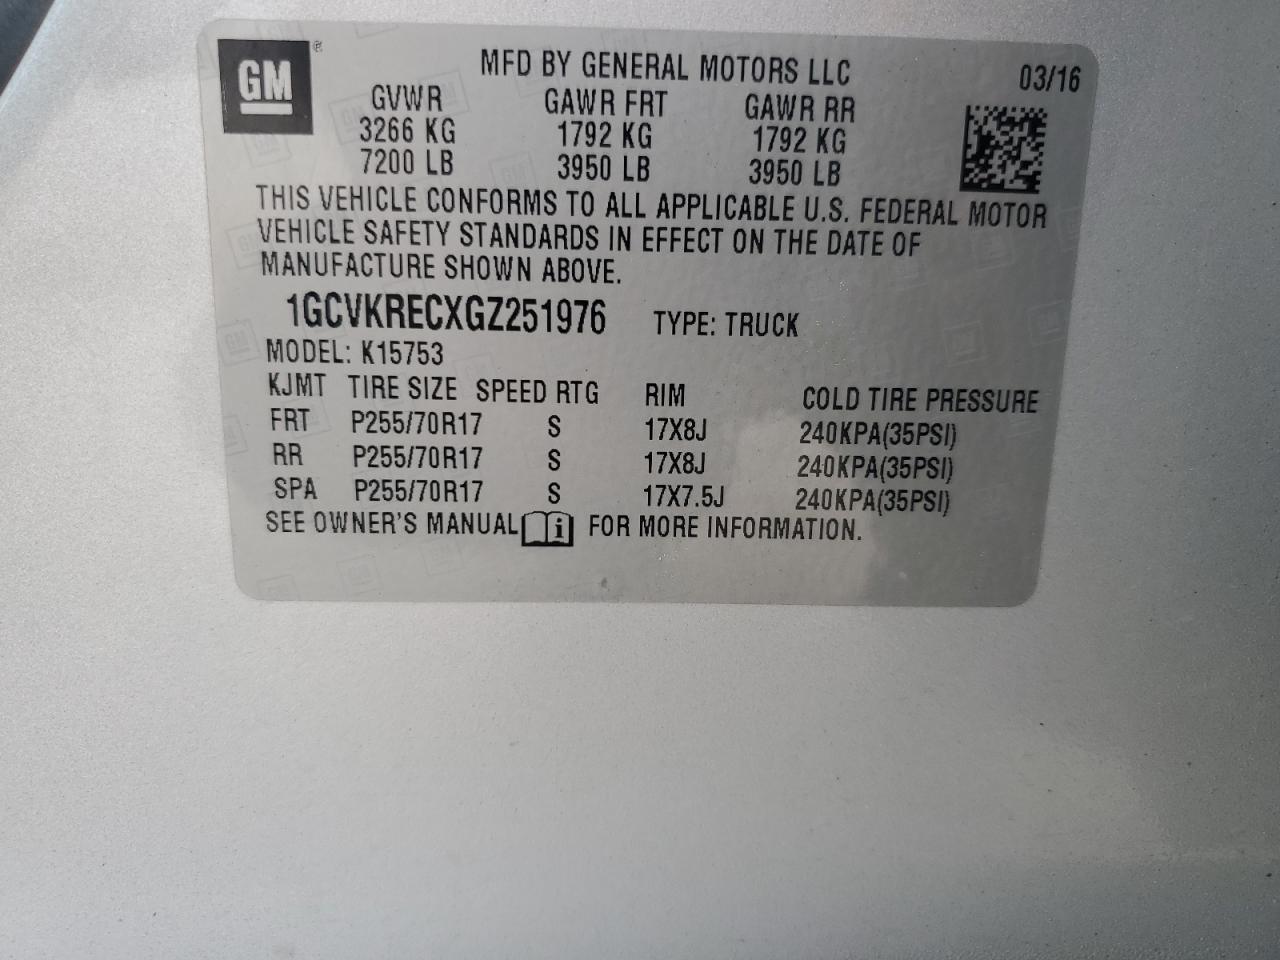 GM®
MFD BY GENERAL MOTORS LLC 03/16
GVWR GAWR FRT GAWR RR
3266 KG 1792 KG 1792 KG
7200 LB 3950 LB 3950 LB
THIS VEHICLE CONFORMS TO ALL APPLICABLE U.S. FEDERAL MOTOR
VEHICLE SAFETY STANDARDS IN EFFECT ON THE DATE OF
MANUFACTURE SHOWN ABOVE.
1GCVKRECXGZ251976 TYPE: TRUCK
MODEL: K15753
KJMT TIRE SIZE SPEED RTG RIM COLD TIRE PRESSURE
FRT P255/70R17 S 17X8J 240KPA(35PSI)
RR P255/70R17 S 17X8J 240KPA(35PSI)
SPA P255/70R17 S 17X7.5J 240KPA(35PSI)
SEE OWNER'S MANUAL i FOR MORE INFORMATION.